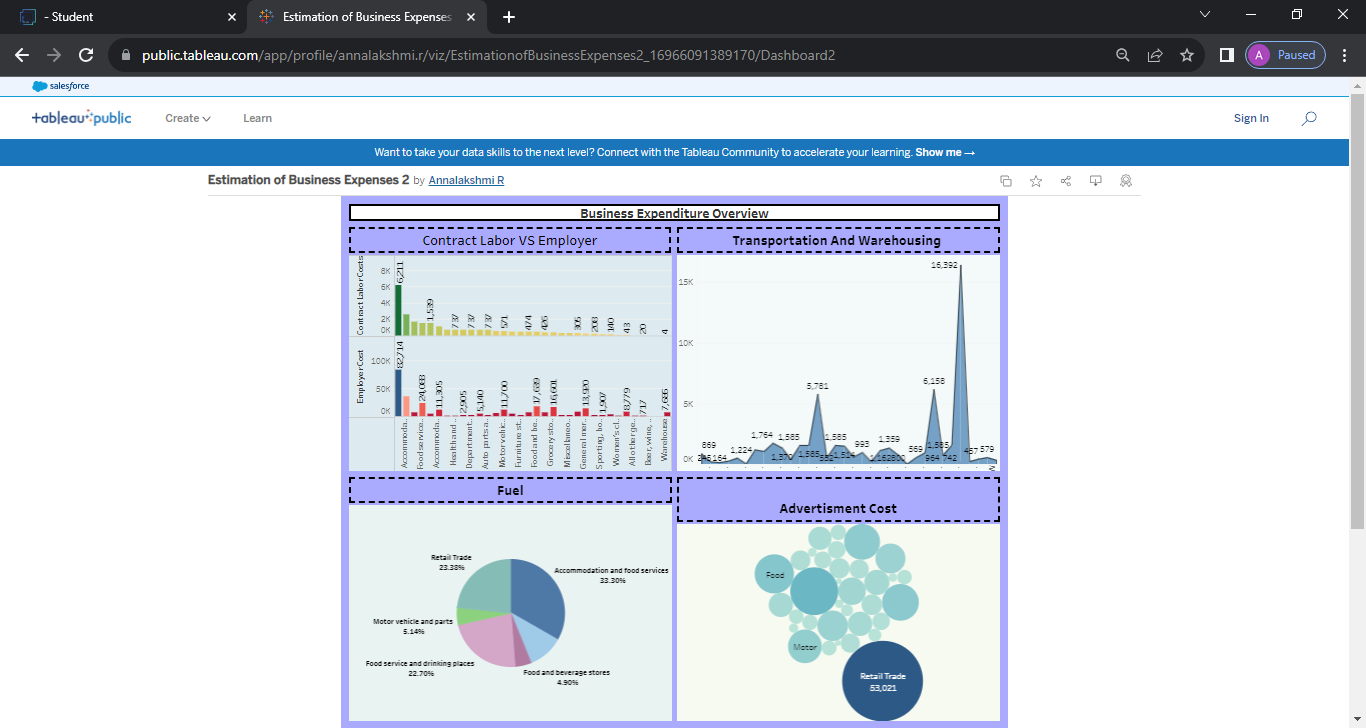 - Student
Estimation of Business Expenses
public.tableau.com/app/profile/annalakshmi.r/viz/EstimationofBusinessExpenses2_16966091389170/Dashboard2
A Paused
salesforce
+ableau public
Create
Learn
Sign In
Want to take your data skills to the next level? Connect with the Tableau Community to accelerate your learning. Show me →
Estimation of Business Expenses 2 by Annalakshmi R
Business Expenditure Overview
Contract Labor VS Employer
Contract Labor Costs
8K
6K
4K
2K
0K
6,211
1,539
737
737
737
571
474
426
305
208
140
43
20
4
Employer Cost
100K
50K
0K
82,714
24,088
11,305
2,905
5,140
11,700
17,639
16,601
13,920
1,907
8,779
717
7,685
Accommoda..
Foodservice..
Accommoda..
Health and ..
Department..
Auto parts a..
Motor vehic..
Furniture st..
Food and be..
Grocery sto..
Miscellaneo..
General mer..
Sporting, ho..
Women's cl..
All other ge..
Beer, wine, ..
Warehouse
Transportation And Warehousing
15K
10K
5K
0K
869
164
1,224
1,764
1,370
1,585
1,585
5,781
1,585
993
1,359
569
6,158
1,585
964
742
16,392
457
579
Fuel
Retail Trade
23.38%
Accommodation and food services
33.30%
Motor vehicle and parts
5.14%
Food service and drinking places
22.70%
Food and beverage stores
4.90%
Advertisment Cost
Food
Motor
Retail Trade
53,021